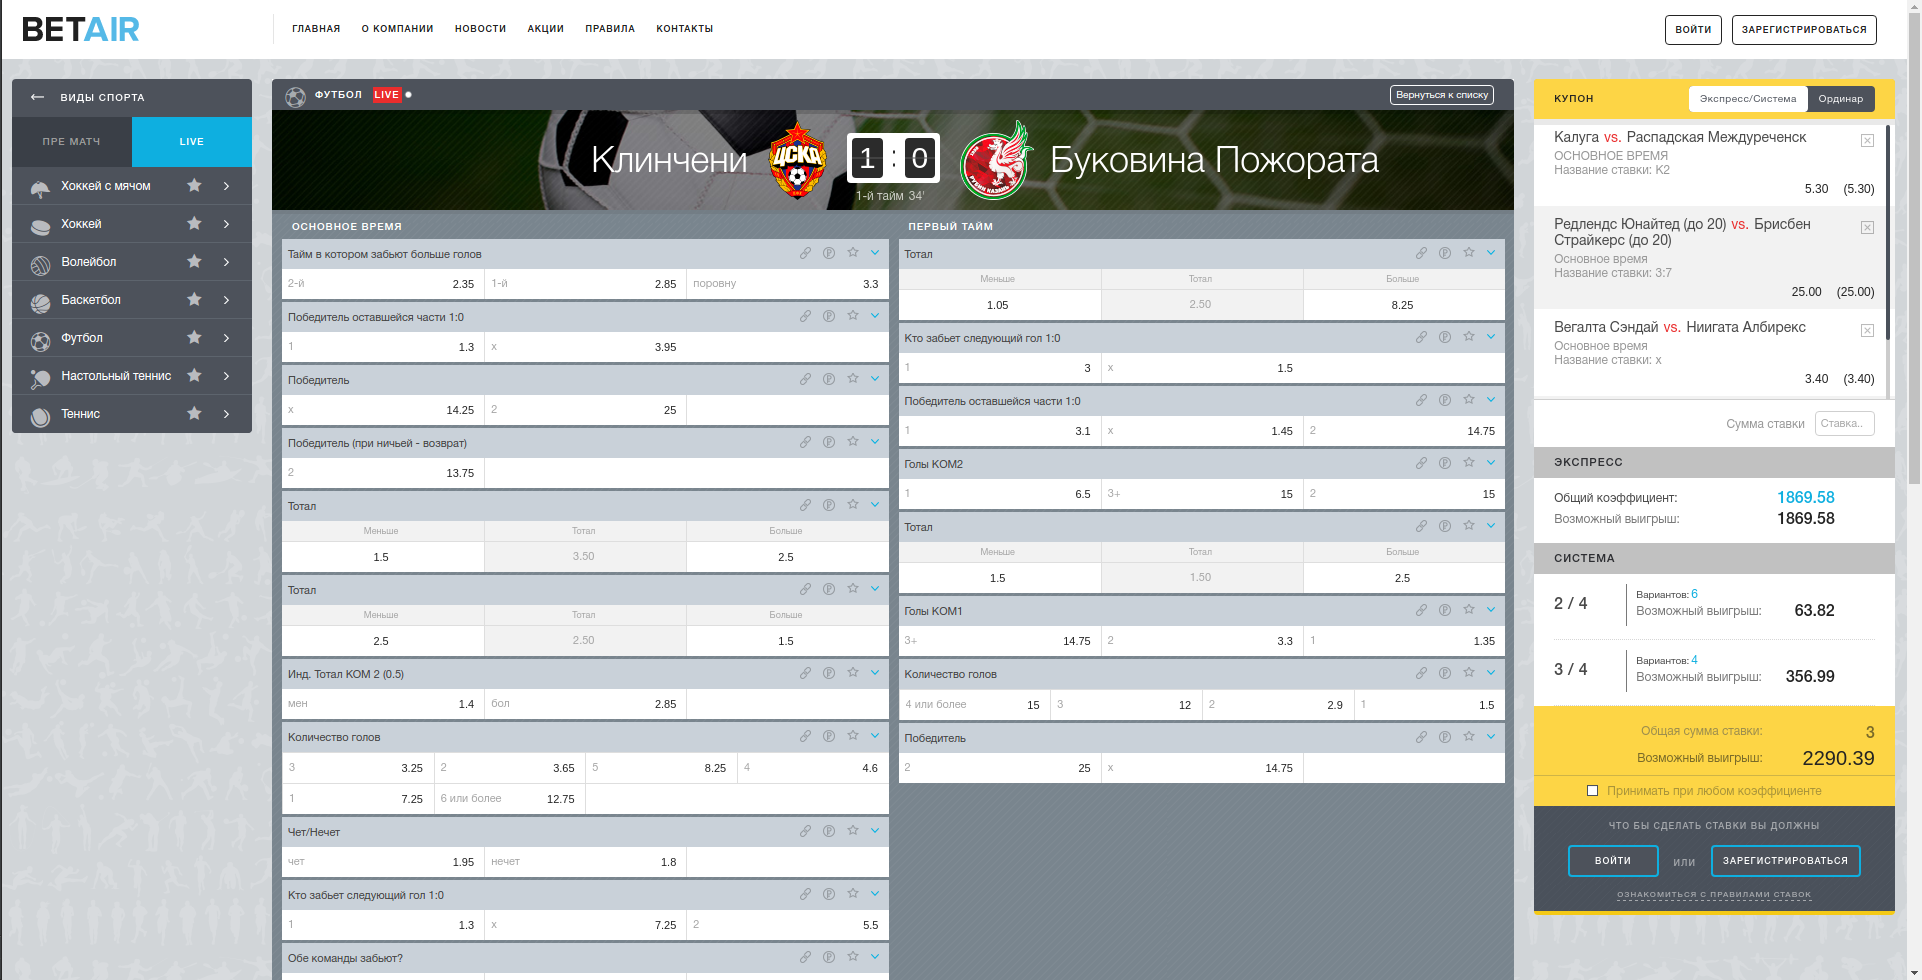 BETAIR
ГЛАВНАЯ О КОМПАНИИ НОВОСТИ АКЦИИ ПРАВИЛА КОНТАКТЫ
ВОЙТИ ЗАРЕГИСТРИРОВАТЬСЯ
ВИДЫ СПОРТА
ПРЕ МАТЧ LIVE
Хоккей с мячом
Хоккей
Волейбол
Баскетбол
Футбол
Настольный теннис
Теннис
ФУТБОЛ LIVE
Вернуться к списку
Клинчени ЦСКА 1:0 РУБИН КАЗАНЬ Буковина Пожората
1-й тайм 34'
ОСНОВНОЕ ВРЕМЯ
Тайм в котором забьют больше голов
2-й 2.35 1-й 2.85 поровну 3.3
Победитель оставшейся части 1:0
1 1.3 x 3.95
Победитель
x 14.25 2 25
Победитель (при ничьей - возврат)
2 13.75
Тотал
Меньше Тотал Больше
1.5 3.50 2.5
Тотал
Меньше Тотал Больше
2.5 2.50 1.5
Инд. Тотал КОМ 2 (0.5)
мен 1.4 бол 2.85
Количество голов
3 3.25 2 3.65 5 8.25 4 4.6
1 7.25 6 или более 12.75
Чет/Нечет
чет 1.95 нечет 1.8
Кто забьет следующий гол 1:0
1 1.3 x 7.25 2 5.5
Обе команды забьют?
ПЕРВЫЙ ТАЙМ
Тотал
Меньше Тотал Больше
1.05 2.50 8.25
Кто забьет следующий гол 1:0
1 3 x 1.5
Победитель оставшейся части 1:0
1 3.1 x 1.45 2 14.75
Голы КОМ2
1 6.5 3+ 15 2 15
Тотал
Меньше Тотал Больше
1.5 1.50 2.5
Голы КОМ1
3+ 14.75 2 3.3 1 1.35
Количество голов
4 или более 15 3 12 2 2.9 1 1.5
Победитель
2 25 x 14.75
КУПОН Экспресс/Система Ординар
Калуга vs. Распадская Междуреченск
ОСНОВНОЕ ВРЕМЯ
Название ставки: К2
5.30 (5.30)
Редлендс Юнайтед (до 20) vs. Брисбен
Страйкерс (до 20)
Основное время
Название ставки: 3:7
25.00 (25.00)
Вегалта Сэндай vs. Ниигата Албирекс
Основное время
Название ставки: x
3.40 (3.40)
Сумма ставки Ставка..
ЭКСПРЕСС
Общий коэффициент: 1869.58
Возможный выигрыш: 1869.58
СИСТЕМА
2 / 4 Вариантов: 6
Возможный выигрыш: 63.82
3 / 4 Вариантов: 4
Возможный выигрыш: 356.99
Общая сумма ставки: 3
Возможный выигрыш: 2290.39
Принимать при любом коэффициенте
ЧТО БЫ СДЕЛАТЬ СТАВКИ ВЫ ДОЛЖНЫ
ВОЙТИ ИЛИ ЗАРЕГИСТРИРОВАТЬСЯ
ОЗНАКОМИТЬСЯ С ПРАВИЛАМИ СТАВОК